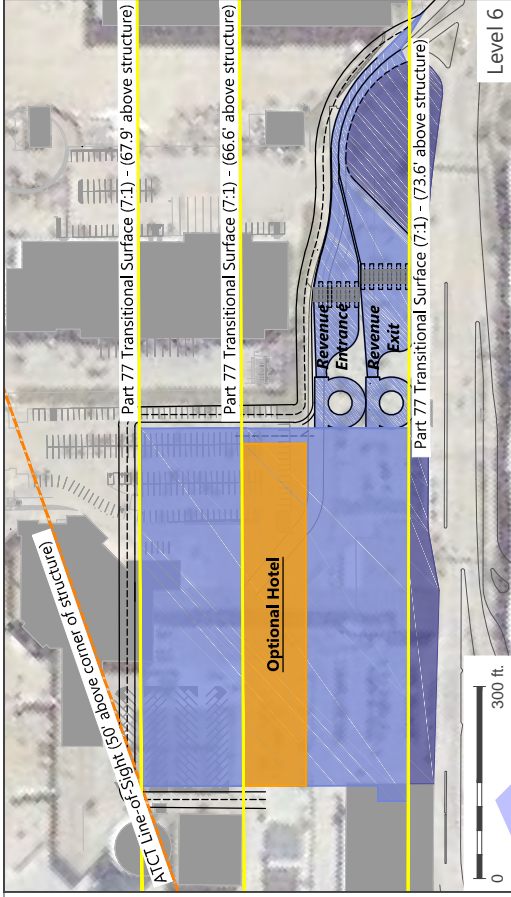 Part 77 Transitional Surface (7:1) - (67.9' above structure)
Part 77 Transitional Surface (7:1) - (66.6' above structure)
Part 77 Transitional Surface (7:1) - (73.6' above structure)
ATCT Line-of-Sight (50' above corner of structure)
Revenue
Entrance
Revenue
Exit
Optional Hotel
Level 6
0
300 ft.